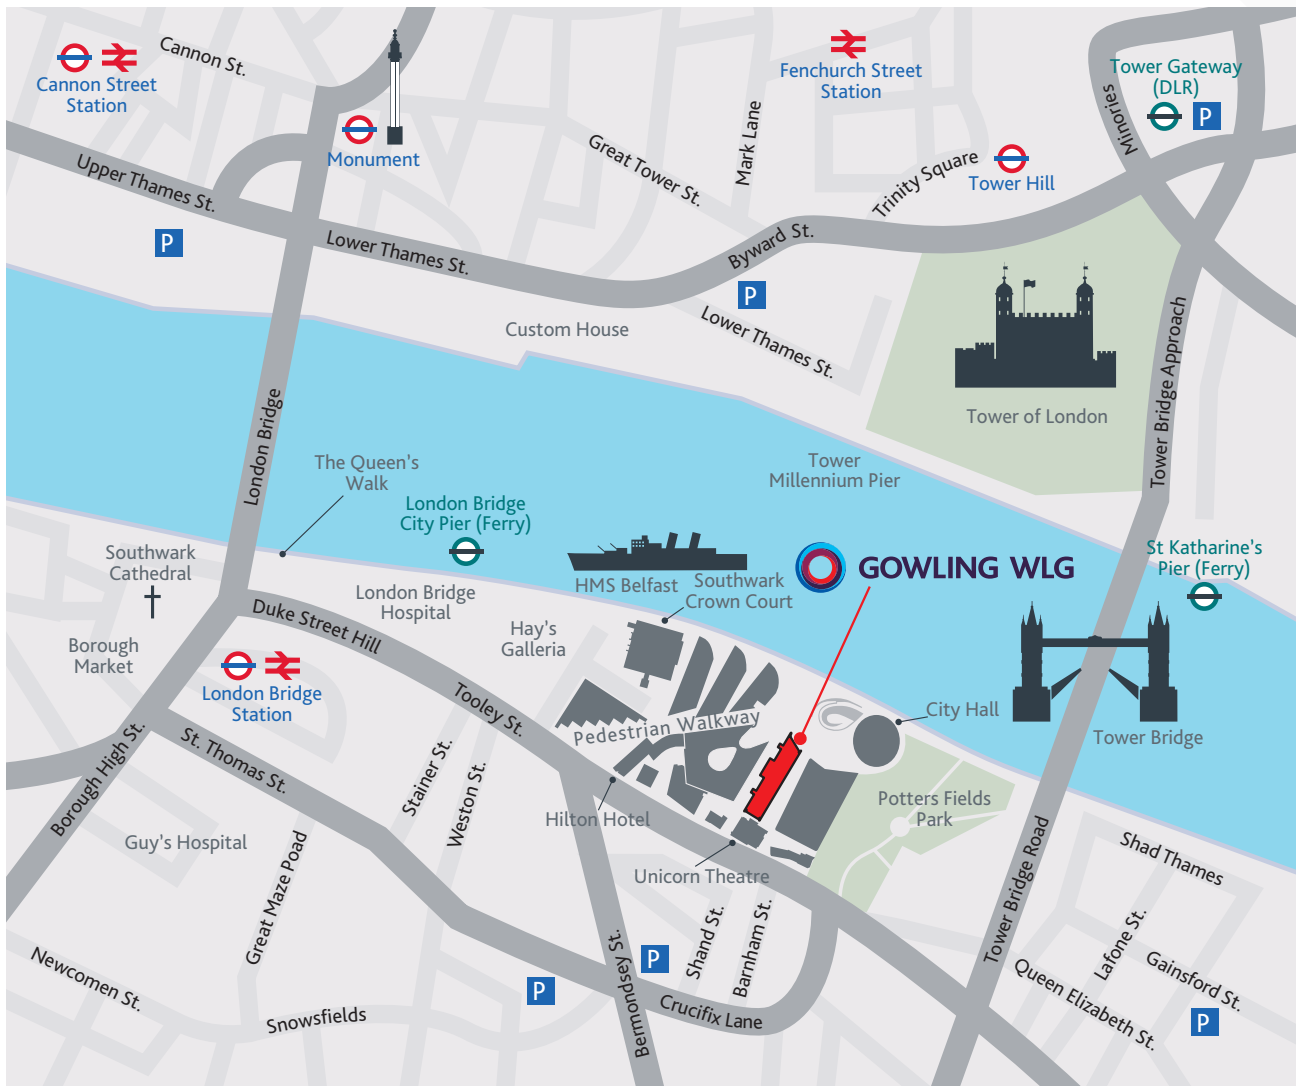 Cannon St.
Cannon Street
Station
Monument
Fenchurch Street
Station
Tower Gateway
(DLR)
P
Minories
Mark Lane
Great Tower St.
Trinity Square
Tower Hill
Upper Thames St.
P
Lower Thames St.
Byward St.
P
Lower Thames St.
Custom House
Tower Bridge Approach
Tower of London
London Bridge
The Queen's
Walk
Tower
Millennium Pier
London Bridge
City Pier (Ferry)
Southwark
Cathedral
HMS Belfast
Southwark
Crown Court
GOWLING WLG
St Katharine's
Pier (Ferry)
London Bridge
Hospital
Duke Street Hill
Hay's
Galleria
Borough
Market
London Bridge
Station
Tooley St.
Pedestrian Walkway
City Hall
Tower Bridge
Borough High St.
St. Thomas St.
Stainer St.
Weston St.
Hilton Hotel
Potters Fields
Park
Guy's Hospital
Great Maze Poad
Unicorn Theatre
Tower Bridge Road
Shad Thames
Shand St.
Barnham St.
Lafone St.
Gainsford St.
Queen Elizabeth St.
Newcomen St.
Snowsfields
Bermondsey St.
P
P
Crucifix Lane
P